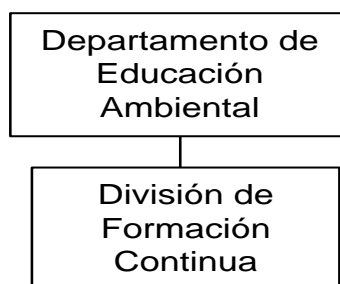 Departamento de
Educación
Ambiental
División de
Formación
Continua